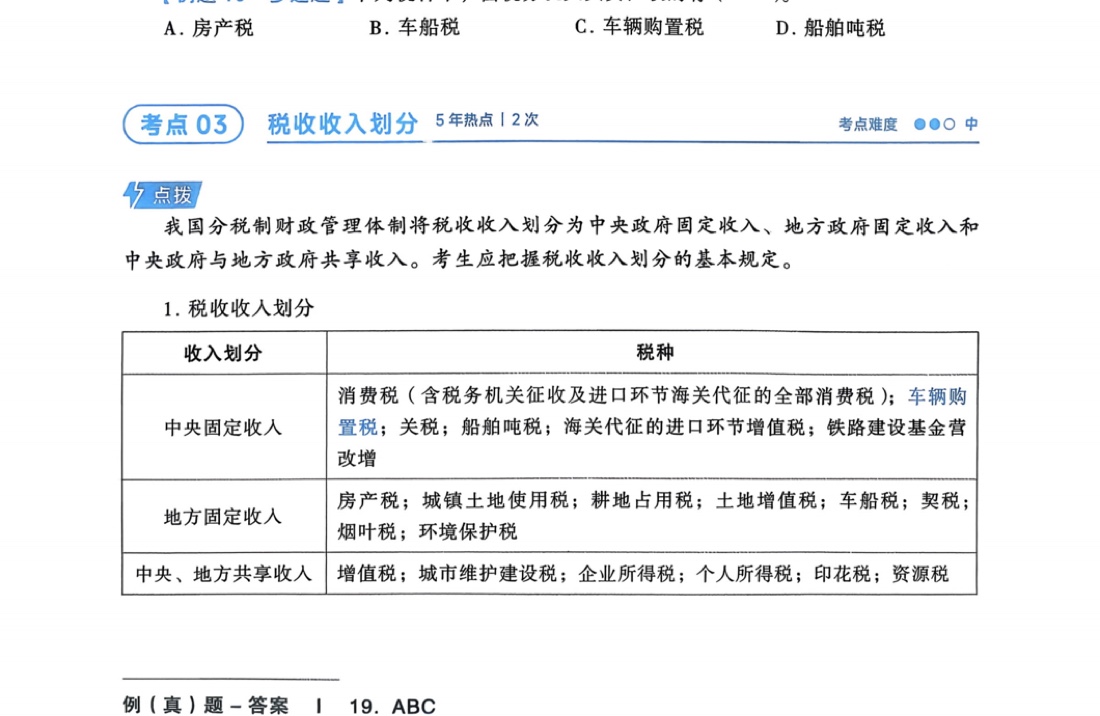 A. 房产税 B. 车船税 C. 车辆购置税 D. 船舶吨税
考点 03 税收收入划分 5 年热点 | 2 次 考点难度 中
点拨
我国分税制财政管理体制将税收收入划分为中央政府固定收入、地方政府固定收入和
中央政府与地方政府共享收入。考生应把握税收收入划分的基本规定。
1. 税收收入划分
收入划分 税种
中央固定收入 消费税（含税务机关征收及进口环节海关代征的全部消费税）；车辆购
置税；关税；船舶吨税；海关代征的进口环节增值税；铁路建设基金营
改增
地方固定收入 房产税；城镇土地使用税；耕地占用税；土地增值税；车船税；契税；
烟叶税；环境保护税
中央、地方共享收入 增值税；城市维护建设税；企业所得税；个人所得税；印花税；资源税
例（真）题 – 答案 | 19. ABC